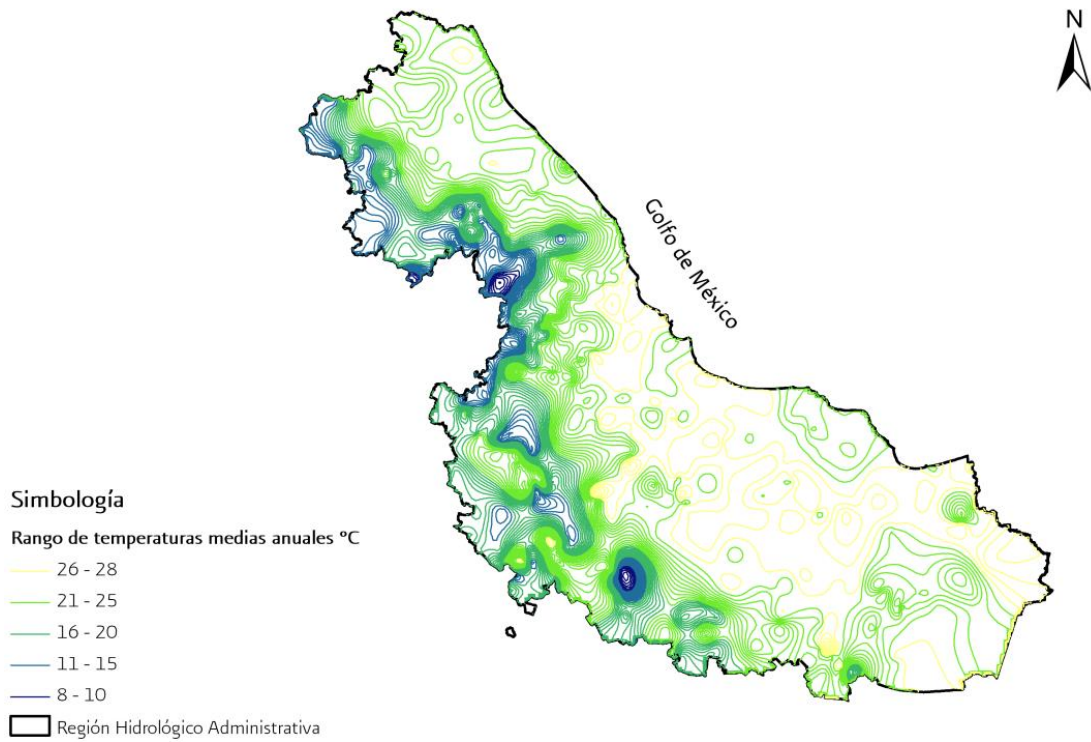 N
Golfo de México
Simbología
Rango de temperaturas medias anuales ºC
26 - 28
21 - 25
16 - 20
11 - 15
8 - 10
Región Hidrológico Administrativa